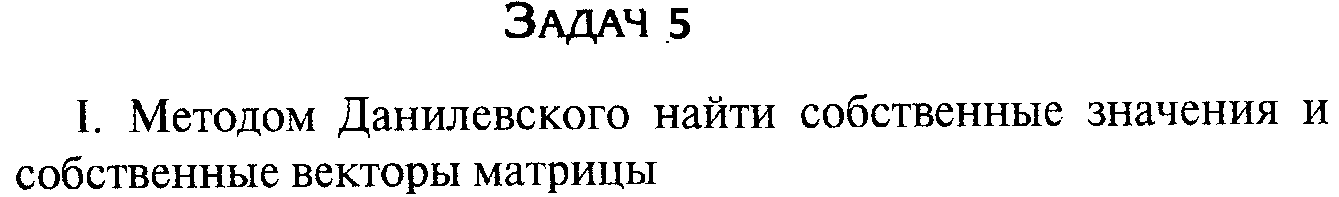 ЗАДАЧ 5
I. Методом Данилевского найти собственные значения и
собственные векторы матрицы